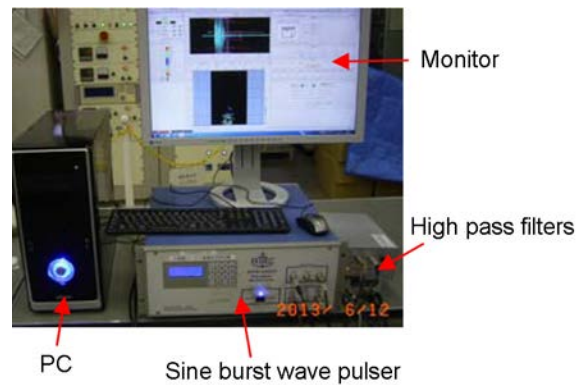 Monitor
High pass filters
2013/ 6/12
PC
Sine burst wave pulser